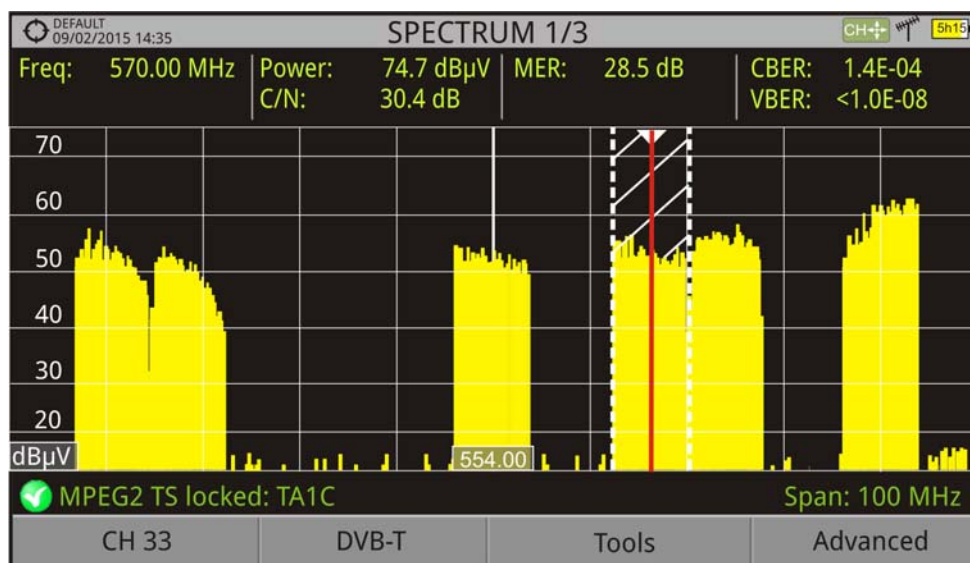 DEFAULT
09/02/2015 14:35
SPECTRUM 1/3
CH
5h15
Freq: 570.00 MHz
Power: 74.7 dBµV
C/N: 30.4 dB
MER: 28.5 dB
CBER: 1.4E-04
VBER: <1.0E-08
70
60
50
40
30
20
dBµV
554.00
MPEG2 TS locked: TA1C
Span: 100 MHz
CH 33
DVB-T
Tools
Advanced